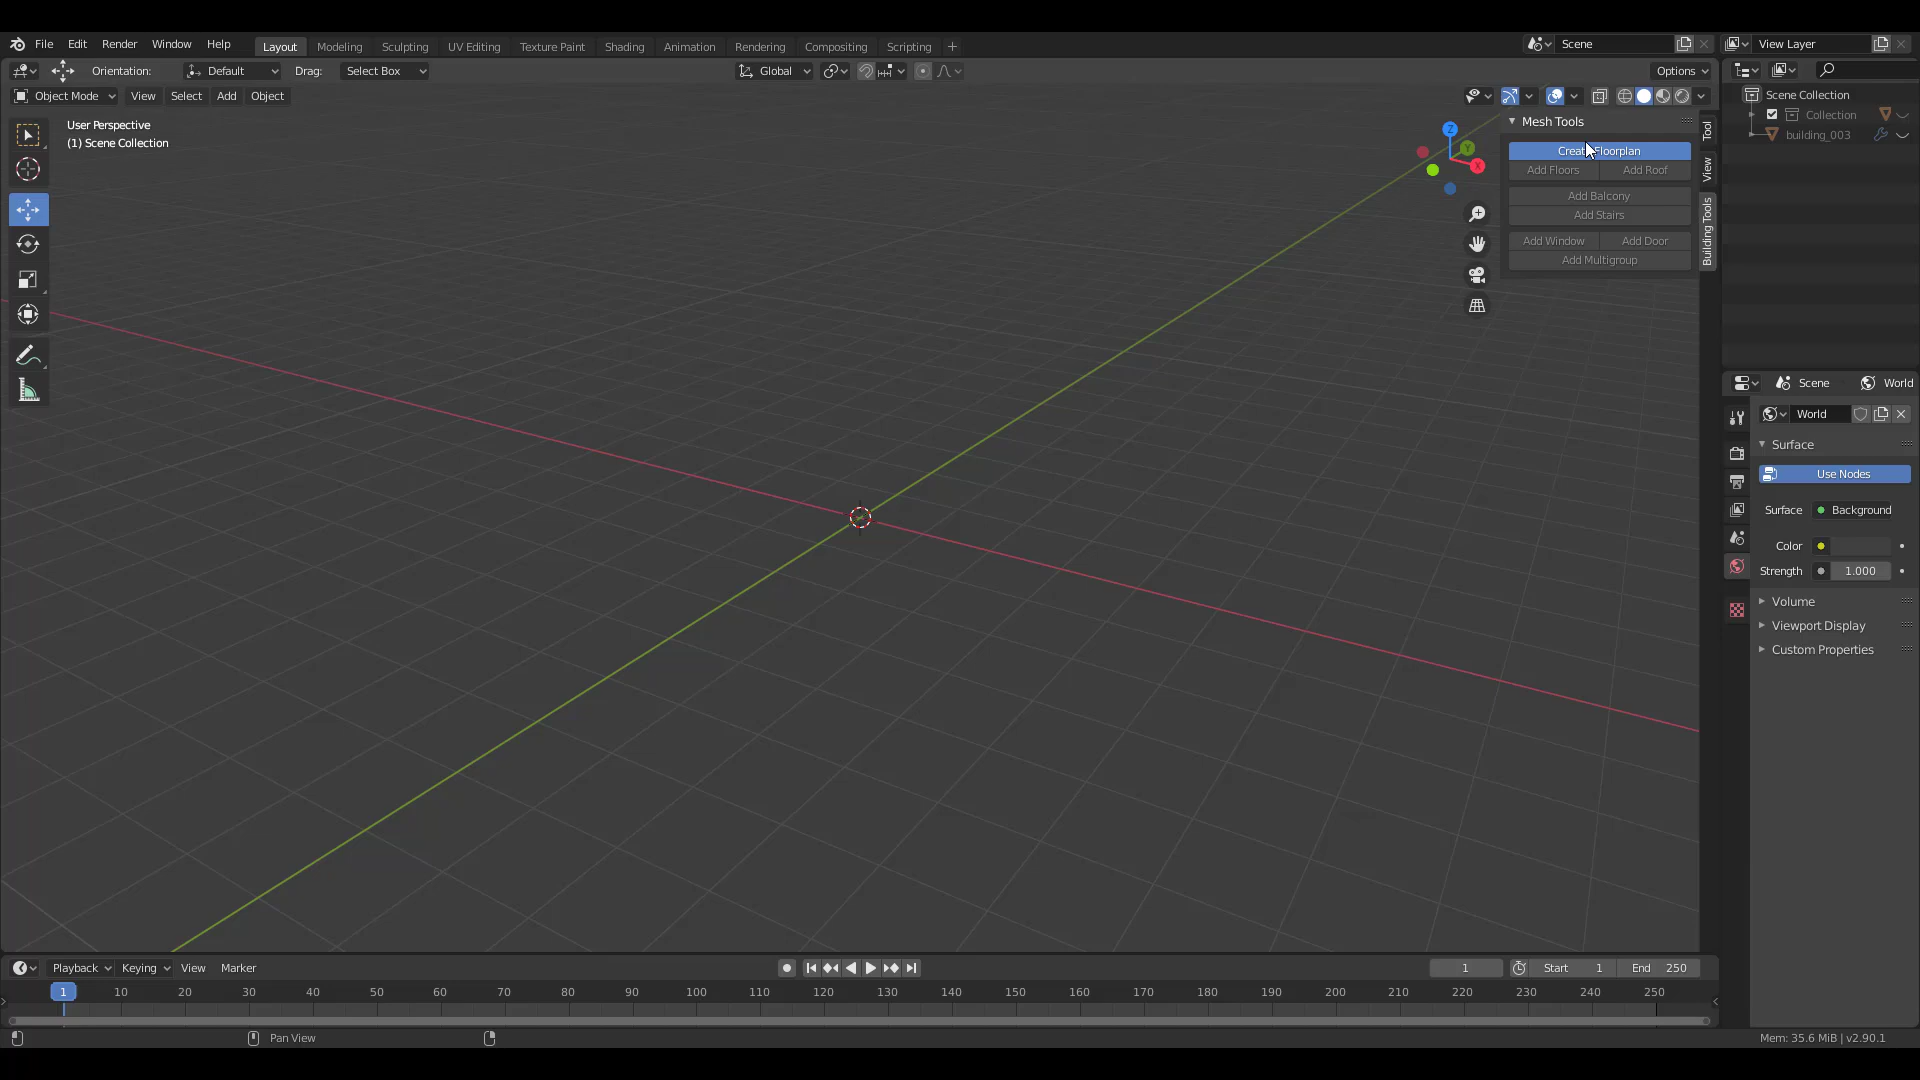 File Edit Render Window Help Layout Modeling Sculpting UV Editing Texture Paint Shading Animation Rendering Compositing Scripting + Scene View Layer
Orientation: Default Drag: Select Box Global Options
Object Mode View Select Add Object
Scene Collection
Collection
building_003
User Perspective
(1) Scene Collection
Z
Y
X
Mesh Tools
Create Floorplan
Add Floors Add Roof
Add Balcony
Add Stairs
Add Window Add Door
Add Multigroup
Tool
View
Building Tools
Scene World
World
Surface
Use Nodes
Surface Background
Color
Strength 1.000
Volume
Viewport Display
Custom Properties
Playback Keying View Marker 1 Start 1 End 250
1 10 20 30 40 50 60 70 80 90 100 110 120 130 140 150 160 170 180 190 200 210 220 230 240 250
Pan View
Mem: 35.6 MiB | v2.90.1